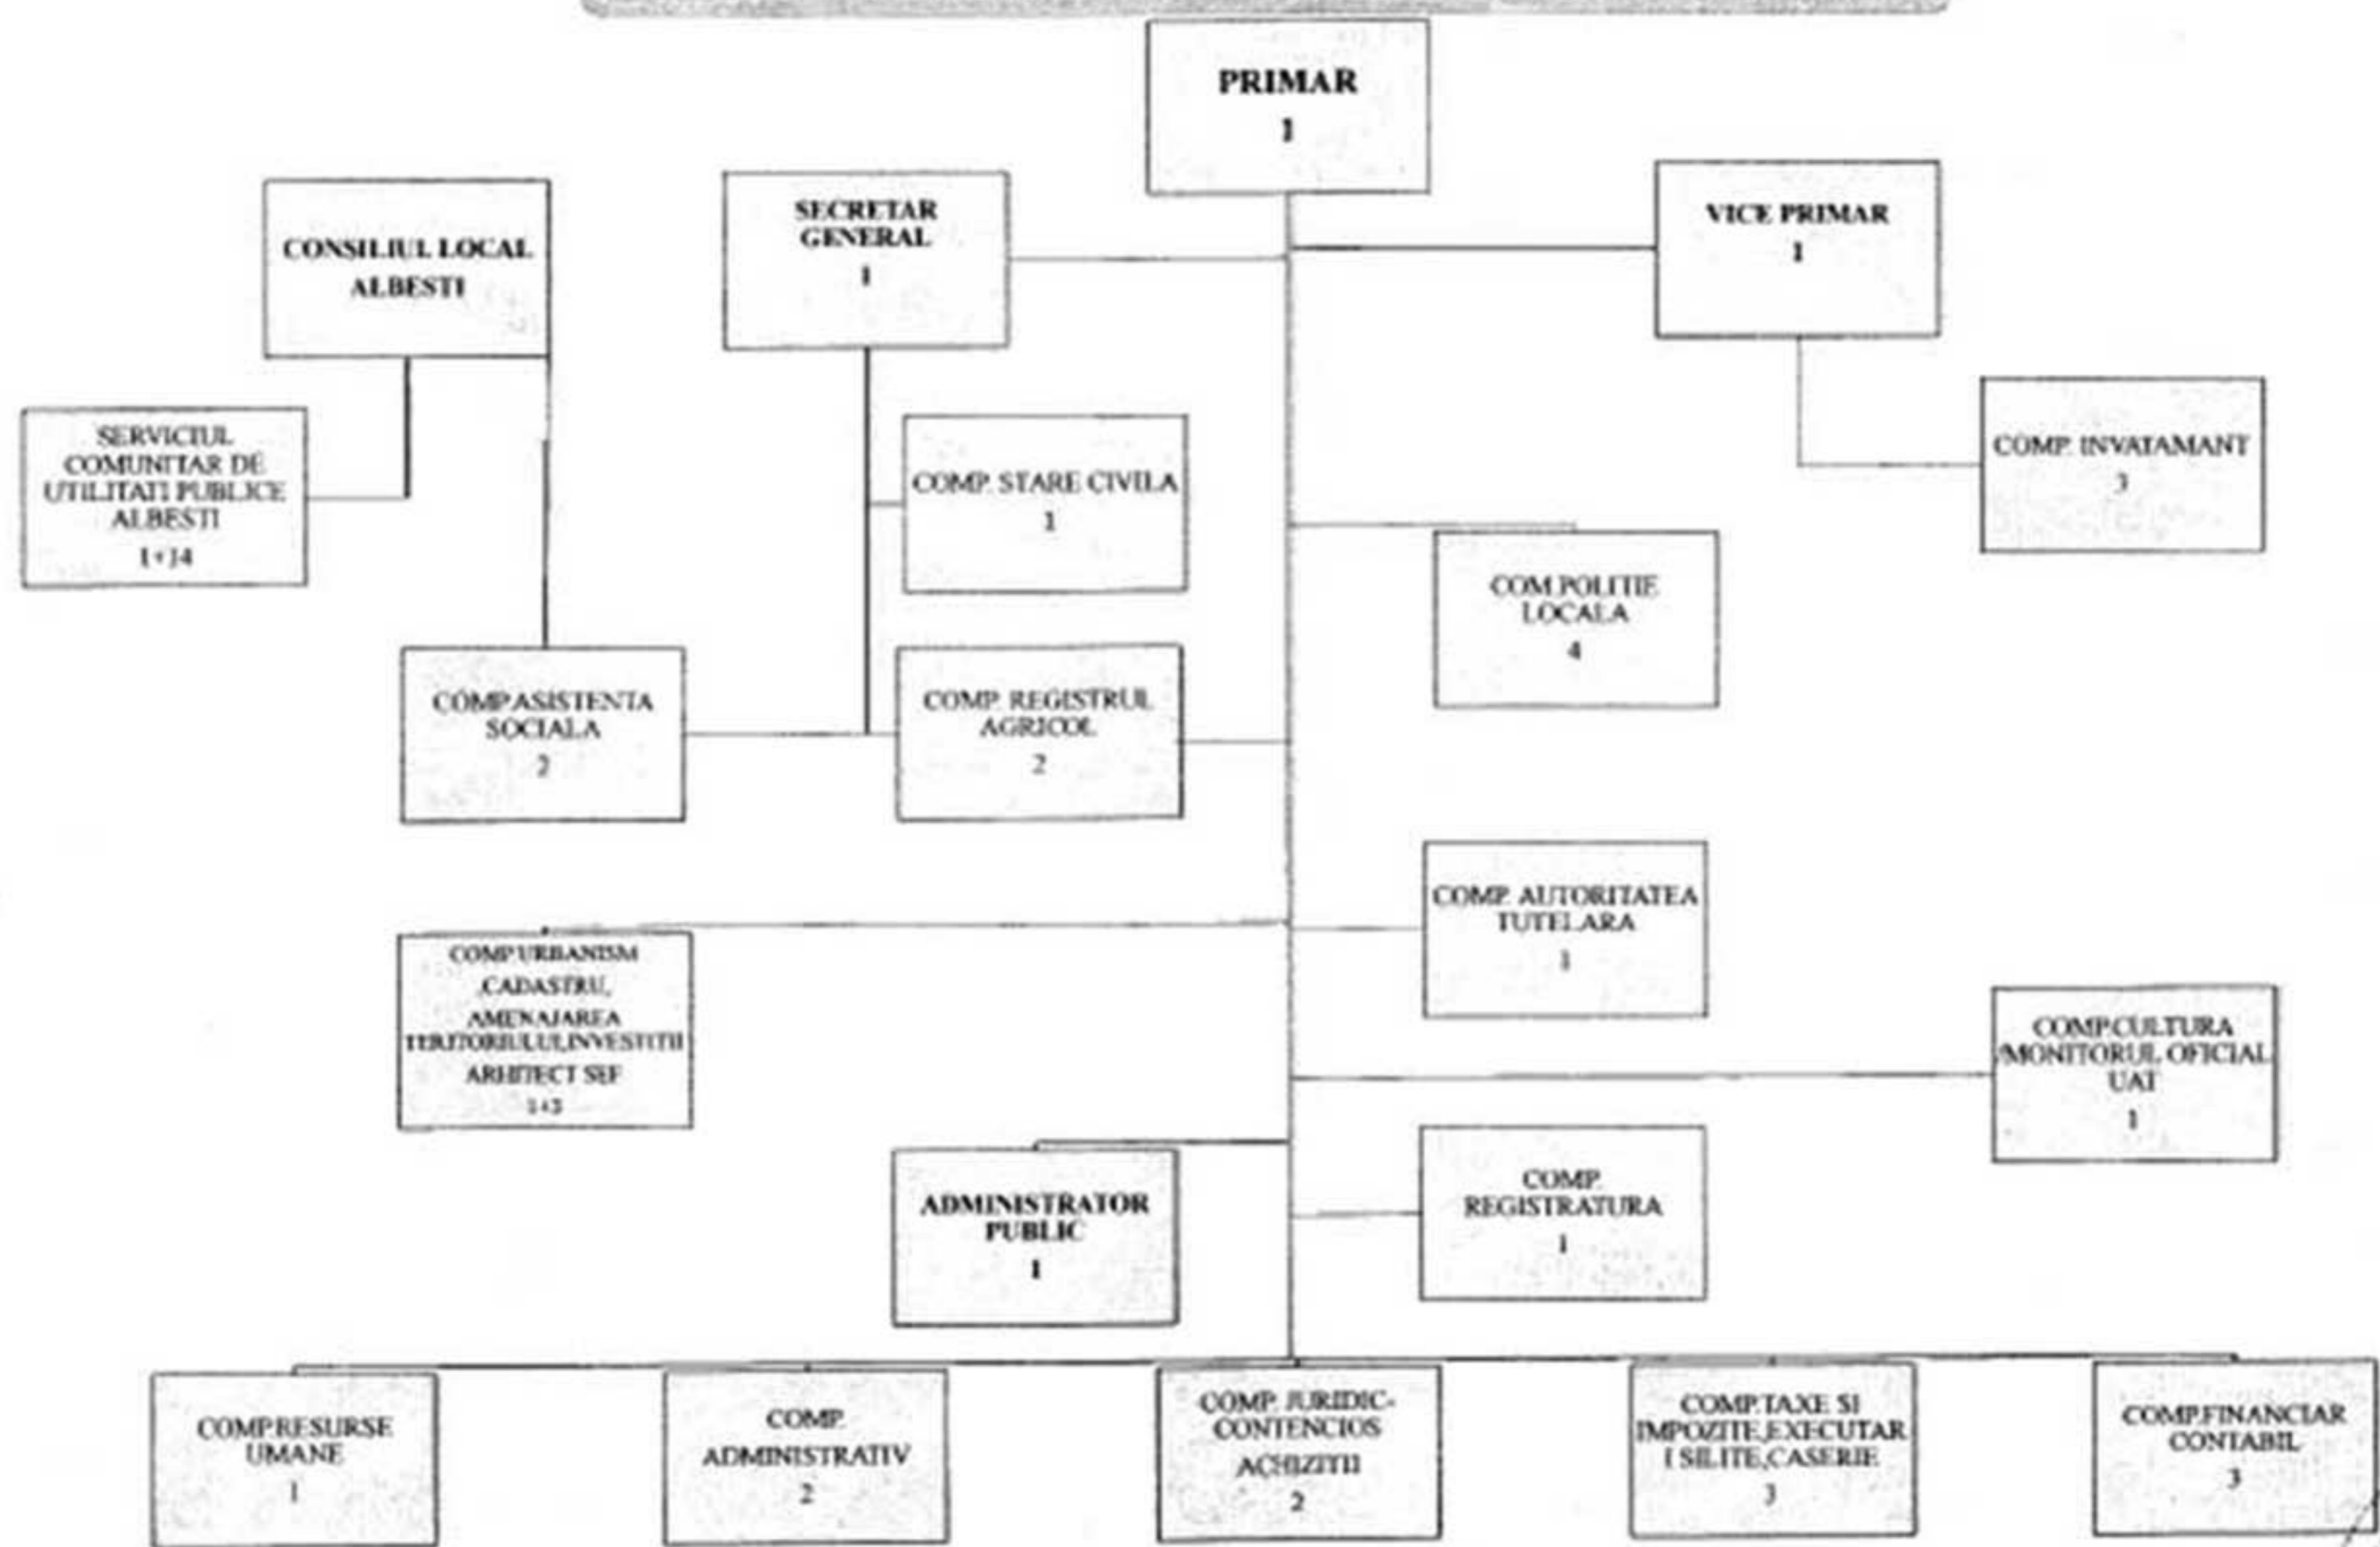 PRIMAR
1
CONSILIUL LOCAL
ALBESTI
SECRETAR
GENERAL
1
VICE PRIMAR
1
SERVICIUL
COMUNITAR DE
UTILITATI PUBLICE
ALBESTI
1+14
COMP. STARE CIVILA
1
COMP. INVATAMANT
3
COM.POLITIE
LOCALA
4
COMP.ASISTENTA
SOCIALA
2
COMP. REGISTRUL
AGRICOL
2
COMP. AUTORITATEA
TUTELARA
1
COMP.URBANISM
,CADASTRU,
AMENAJAREA
TERITORIULUI,INVESTITII
ARHITECT SEF
COMP.CULTURA
/MONITORUL OFICIAL
UAT
1
ADMINISTRATOR
PUBLIC
1
COMP.
REGISTRATURA
1
COMP.RESURSE
UMANE
1
COMP.
ADMINISTRATIV
2
COMP. JURIDIC-
CONTENCIOS
ACHIZITII
2
COMP.TAXE SI
IMPOZITE,EXECUTAR
I SILITE,CASERIE
3
COMP.FINANCIAR
CONTABIL
3